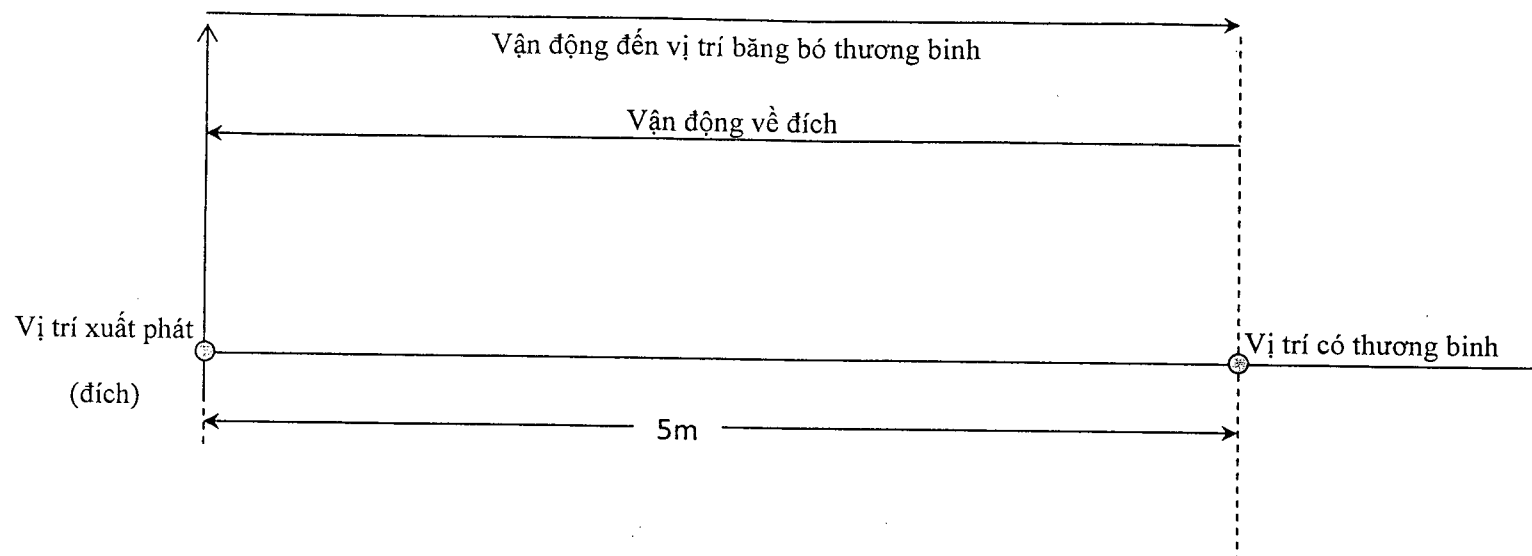 Vận động đến vị trí băng bó thương binh
Vận động về đích
Vị trí xuất phát
(đích)
Vị trí có thương binh
5m